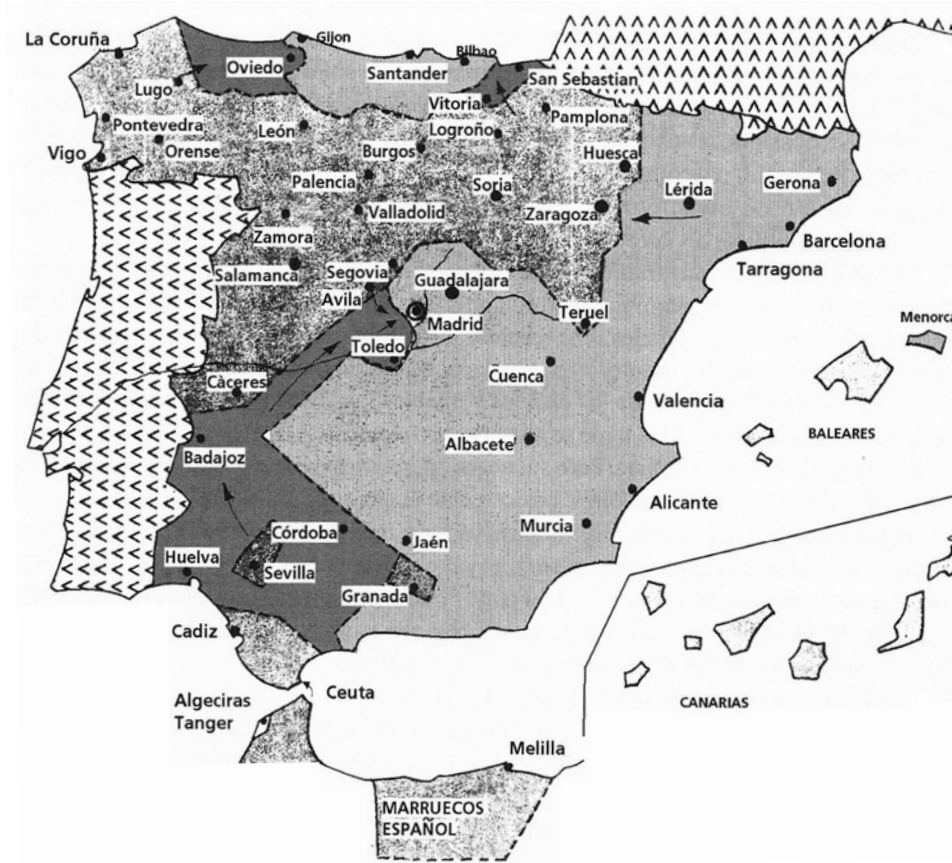 La Coruña
Gijon
Oviedo
Santander
Bilbao
San Sebastian
Lugo
Vitoria
Pamplona
Pontevedra
León
Logroño
Vigo
Orense
Burgos
Huesca
Palencia
Soria
Lérida
Gerona
Valladolid
Zaragoza
Zamora
Barcelona
Salamanca
Segovia
Guadalajara
Tarragona
Avila
Madrid
Teruel
Menorca
Toledo
Càceres
Cuenca
Valencia
BALEARES
Badajoz
Albacete
Alicante
Córdoba
Murcia
Huelva
Jaén
Sevilla
Granada
Cadiz
Algeciras
Tanger
Ceuta
CANARIAS
Melilla
MARRUECOS
ESPAÑOL